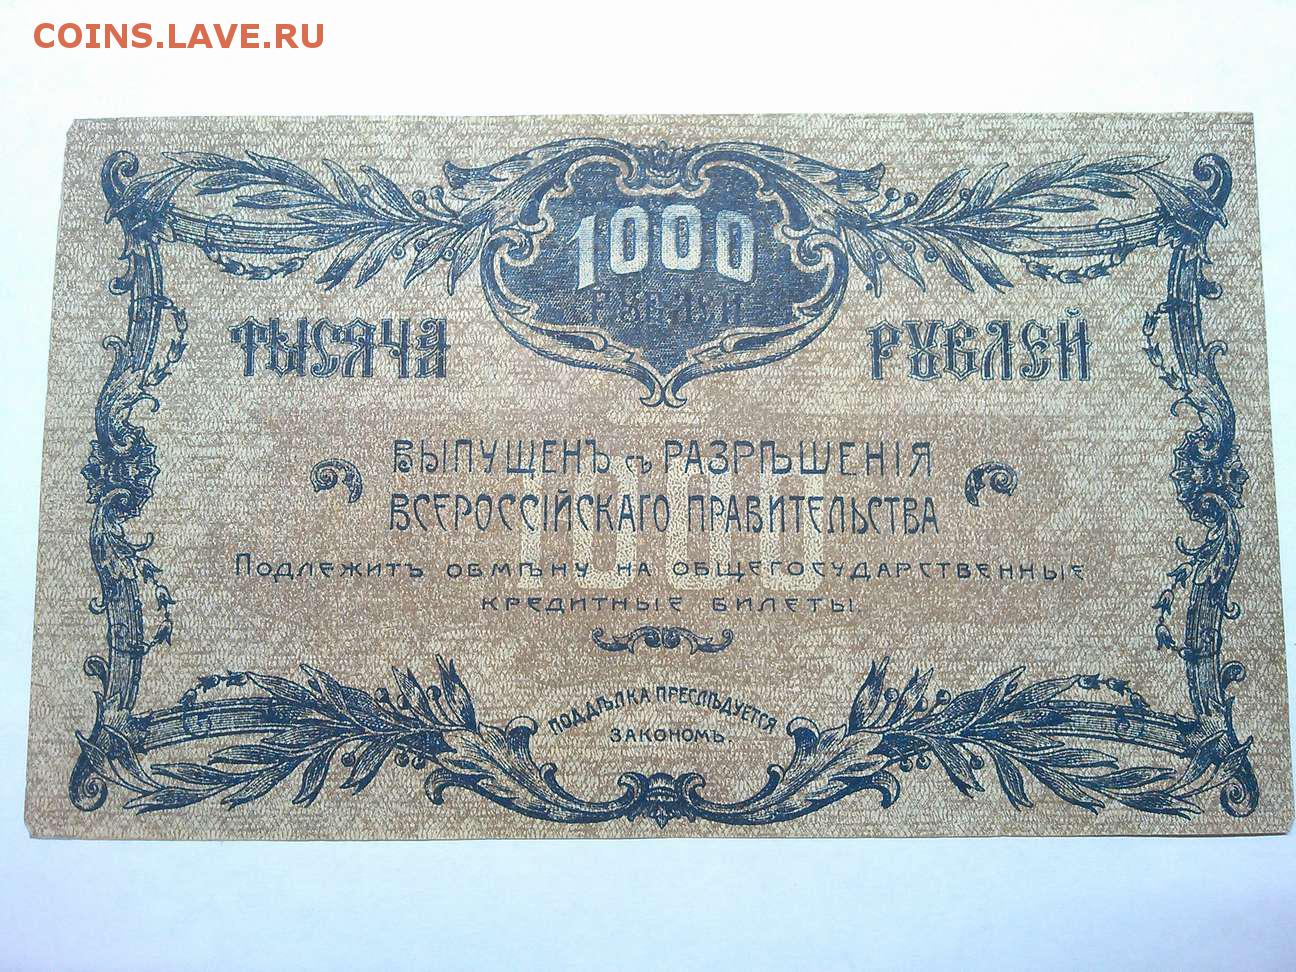 COINS.LAVE.RU
1000
РУБЛЕЙ
ТЫСЯЧА РУБЛЕЙ
ВЫПУЩЕНЪ съ РАЗРѢШЕНІЯ
ВСЕРОССІЙСКАГО ПРАВИТЕЛЬСТВА
1000
Подлежитъ обмѣну на общегосударственные
кредитные билеты.
ПОДДѢЛКА ПРЕСЛѢДУЕТСЯ
ЗАКОНОМЪ.